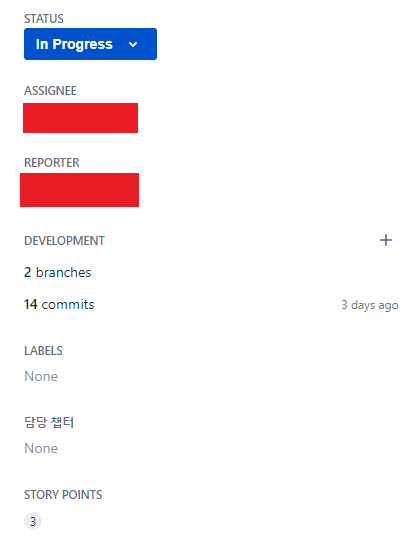 STATUS
In Progress
ASSIGNEE
REPORTER
DEVELOPMENT
2 branches
14 commits 3 days ago
LABELS
None
담당 챕터
None
STORY POINTS
3